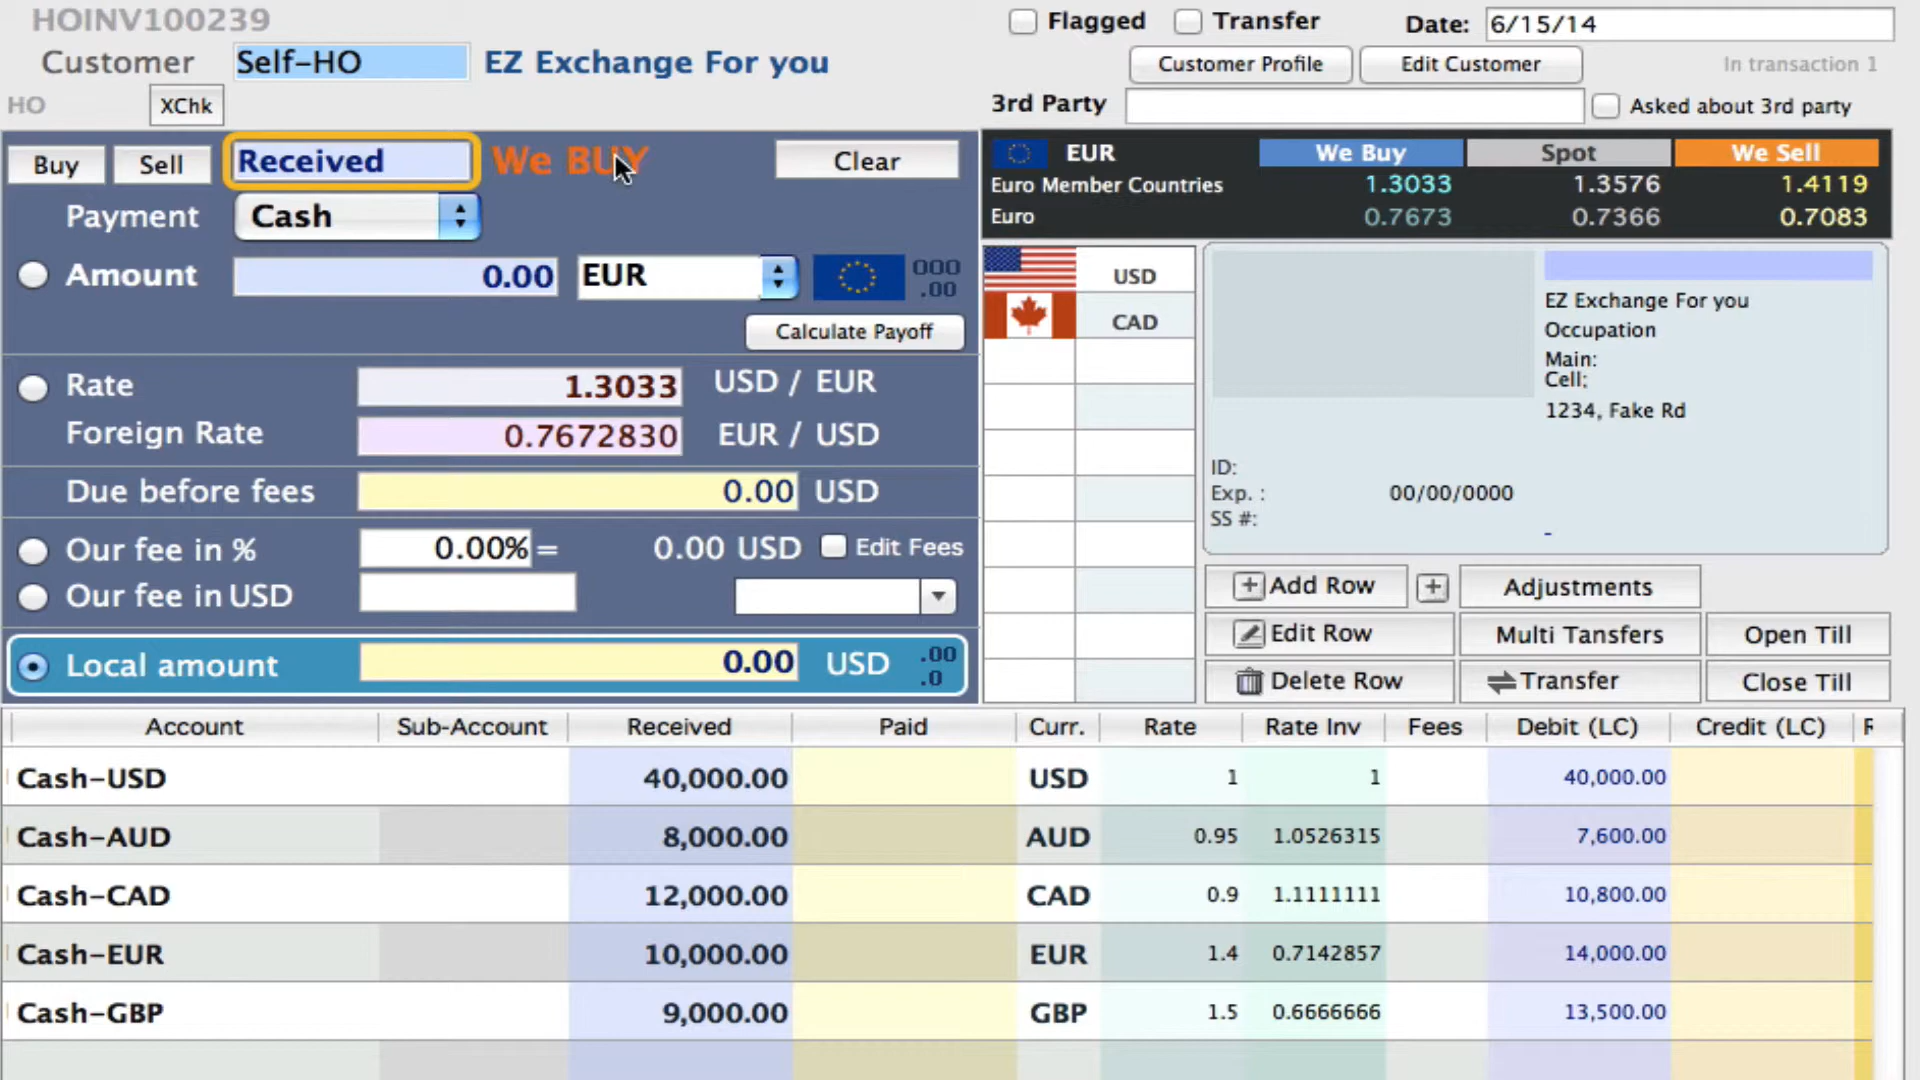 HOINV100239
Flagged Transfer Date: 6/15/14
Customer Self-HO EZ Exchange For you
Customer Profile Edit Customer In transaction 1
HO XChk
3rd Party Asked about 3rd party
Buy Sell Received We BUY Clear
Payment Cash
Amount 0.00 EUR 000
.00
Calculate Payoff
Rate 1.3033 USD / EUR
Foreign Rate 0.7672830 EUR / USD
Due before fees 0.00 USD
Our fee in % 0.00% = 0.00 USD Edit Fees
Our fee in USD
Local amount 0.00 USD .00
.0
EUR We Buy Spot We Sell
Euro Member Countries 1.3033 1.3576 1.4119
Euro 0.7673 0.7366 0.7083
USD
CAD
EZ Exchange For you
Occupation
Main:
Cell:
1234, Fake Rd
ID:
Exp. : 00/00/0000
SS #:
-
+ Add Row + Adjustments
Edit Row Multi Tansfers Open Till
Delete Row Transfer Close Till
Account Sub-Account Received Paid Curr. Rate Rate Inv Fees Debit (LC) Credit (LC)
Cash-USD 40,000.00 USD 1 1 40,000.00
Cash-AUD 8,000.00 AUD 0.95 1.0526315 7,600.00
Cash-CAD 12,000.00 CAD 0.9 1.1111111 10,800.00
Cash-EUR 10,000.00 EUR 1.4 0.7142857 14,000.00
Cash-GBP 9,000.00 GBP 1.5 0.6666666 13,500.00